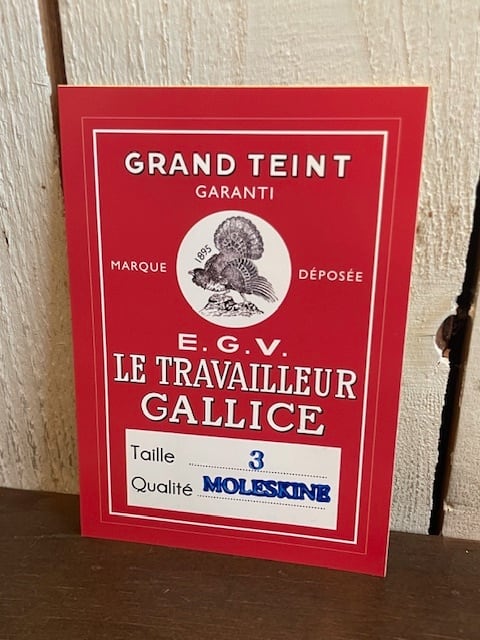 GRAND TEINT
GARANTI
1895
MARQUE DÉPOSÉE
E.G.V.
LE TRAVAILLEUR
GALLICE
Taille 3
Qualité MOLESKINE